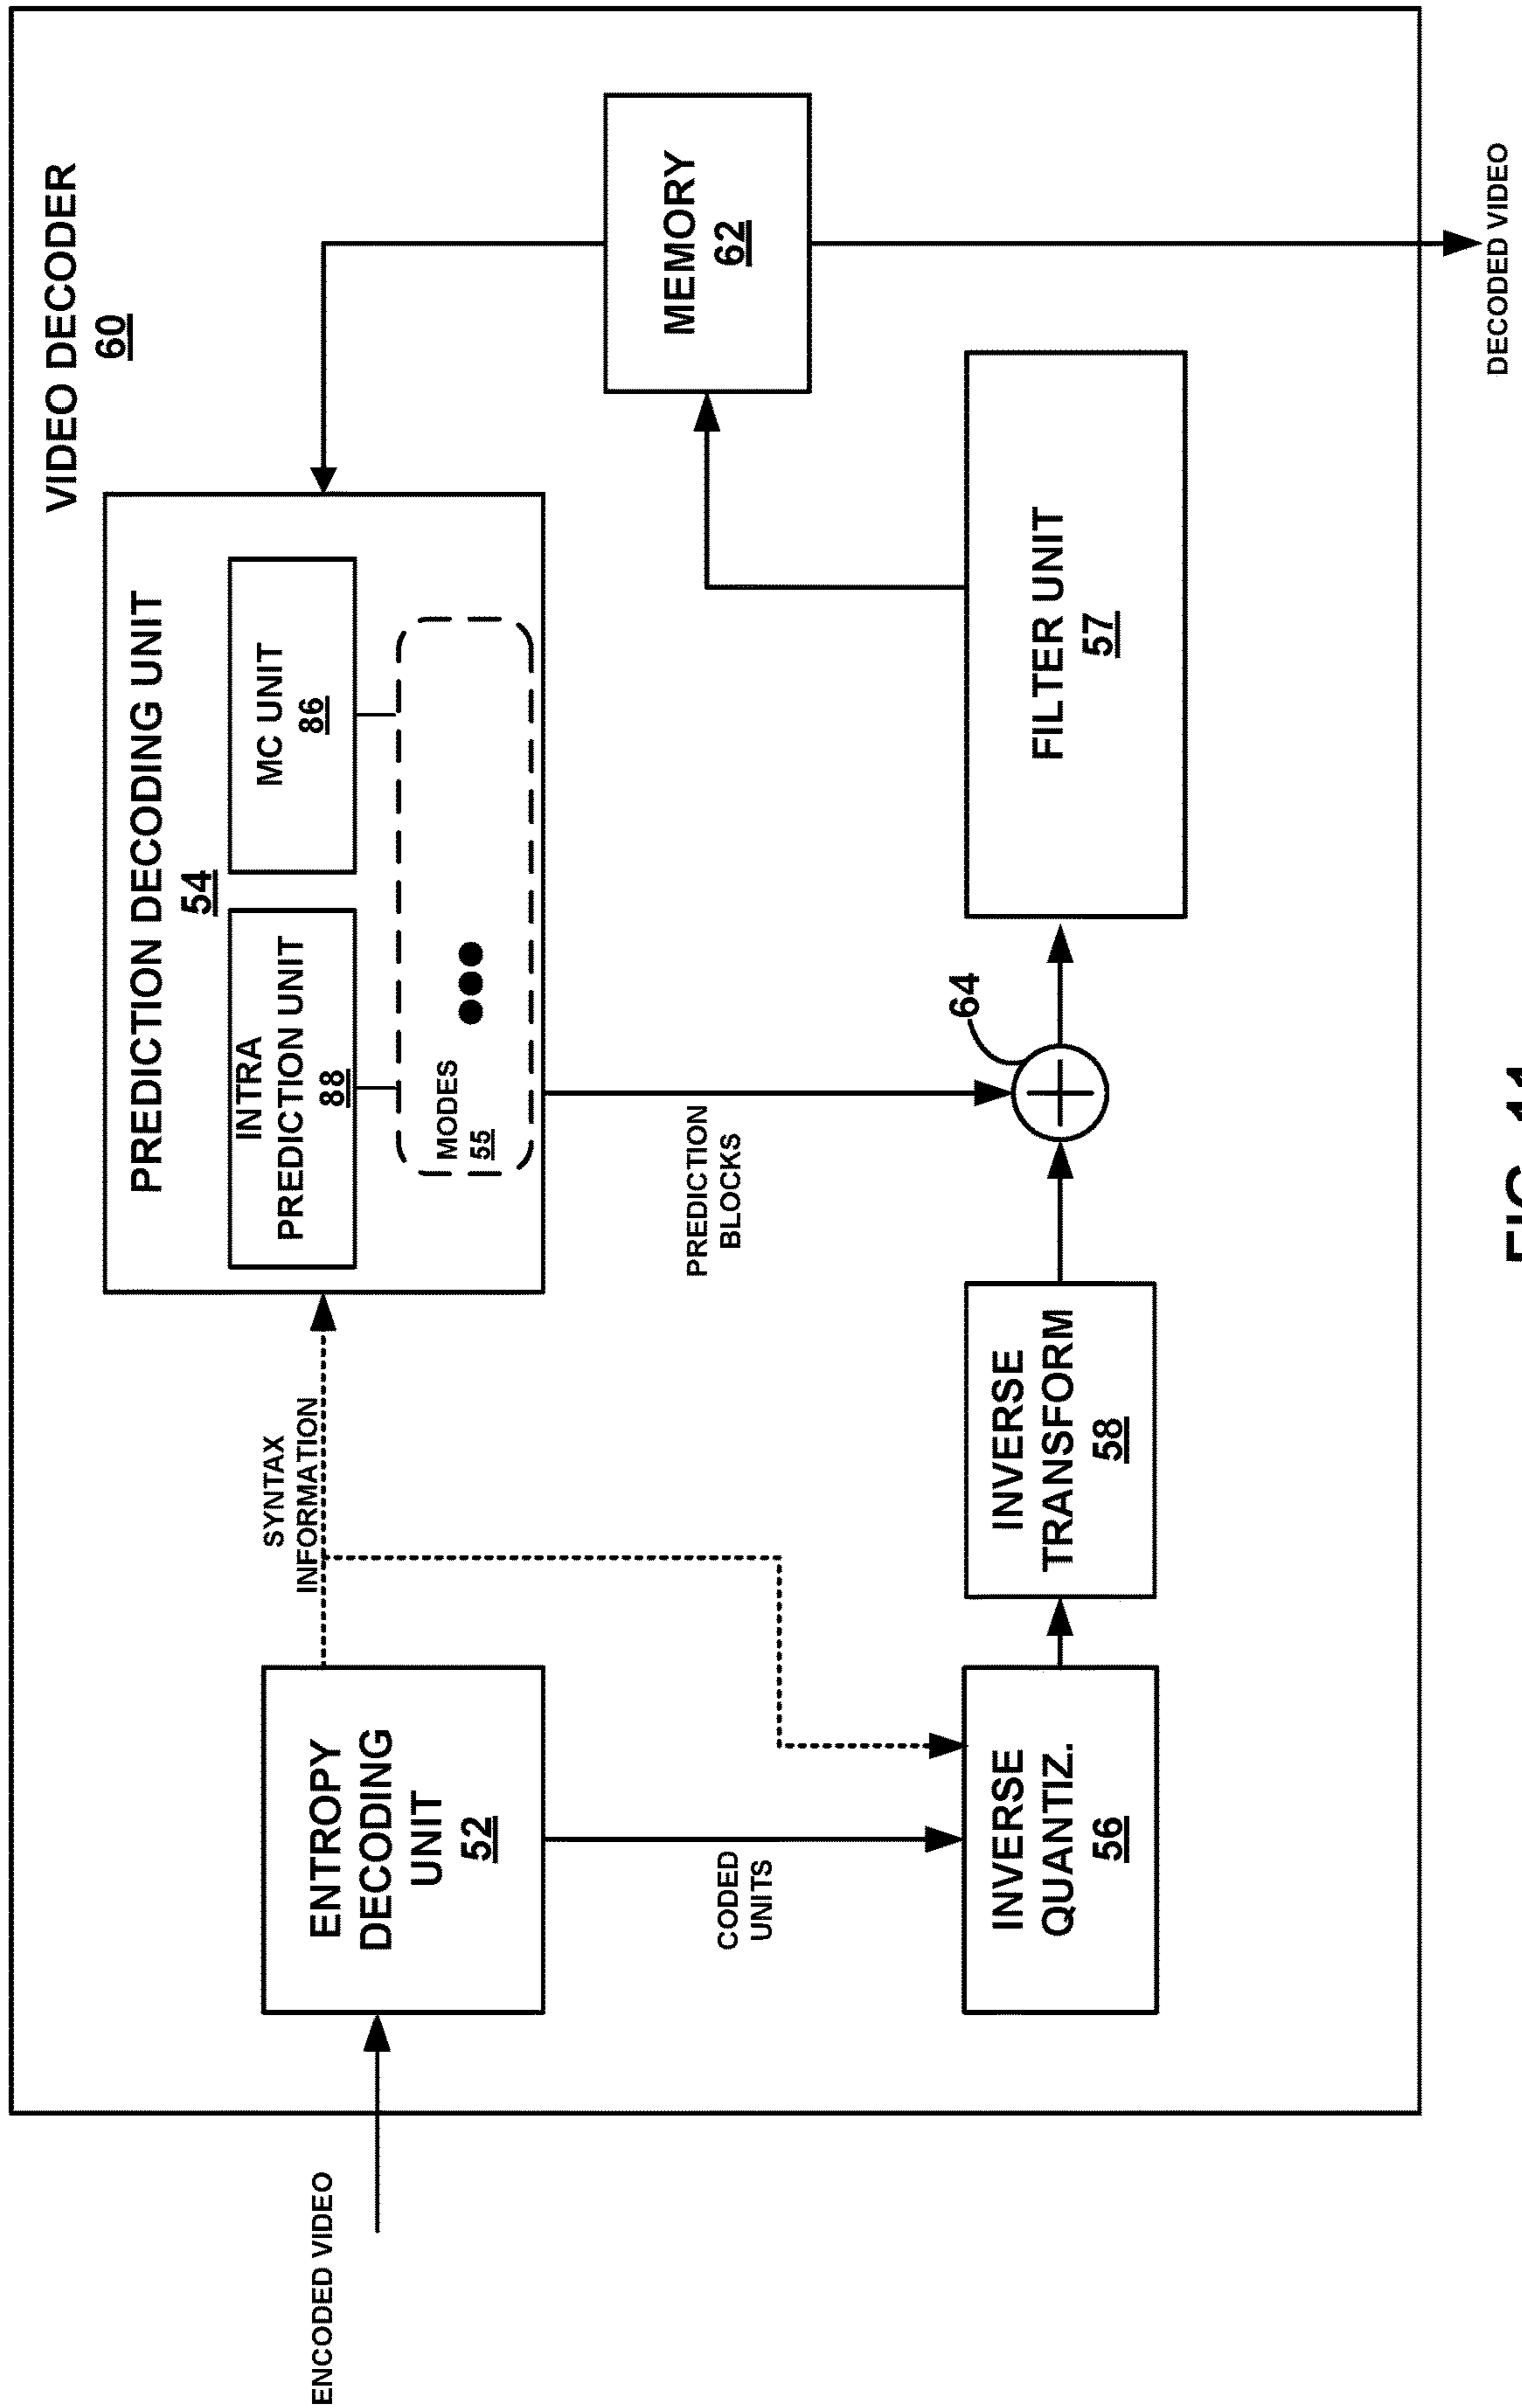 VIDEO DECODER
60
PREDICTION DECODING UNIT
54
INTRA
PREDICTION UNIT
88
MC UNIT
86
MODES
55
SYNTAX
INFORMATION
ENCODED VIDEO
ENTROPY
DECODING
UNIT
52
MEMORY
62
CODED
UNITS
PREDICTION
BLOCKS
64
INVERSE
QUANTIZ.
56
INVERSE
TRANSFORM
58
FILTER UNIT
57
DECODED VIDEO
FIG. 11